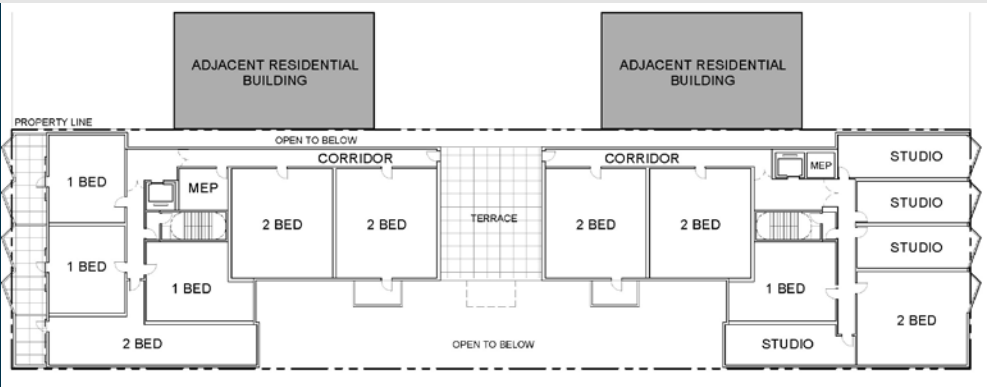 ADJACENT RESIDENTIAL
BUILDING
ADJACENT RESIDENTIAL
BUILDING
PROPERTY LINE
OPEN TO BELOW
CORRIDOR
CORRIDOR
MEP
STUDIO
1 BED
MEP
STUDIO
2 BED
2 BED
TERRACE
2 BED
2 BED
STUDIO
1 BED
1 BED
1 BED
2 BED
2 BED
OPEN TO BELOW
STUDIO